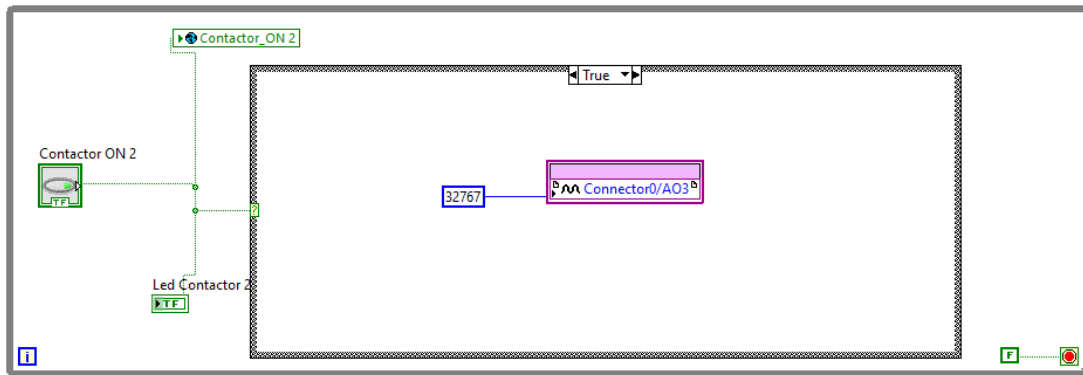 Contactor_ON 2
True
Contactor ON 2
TF
32767
Connector0/AO3
?
Led Contactor 2
TF
i
F